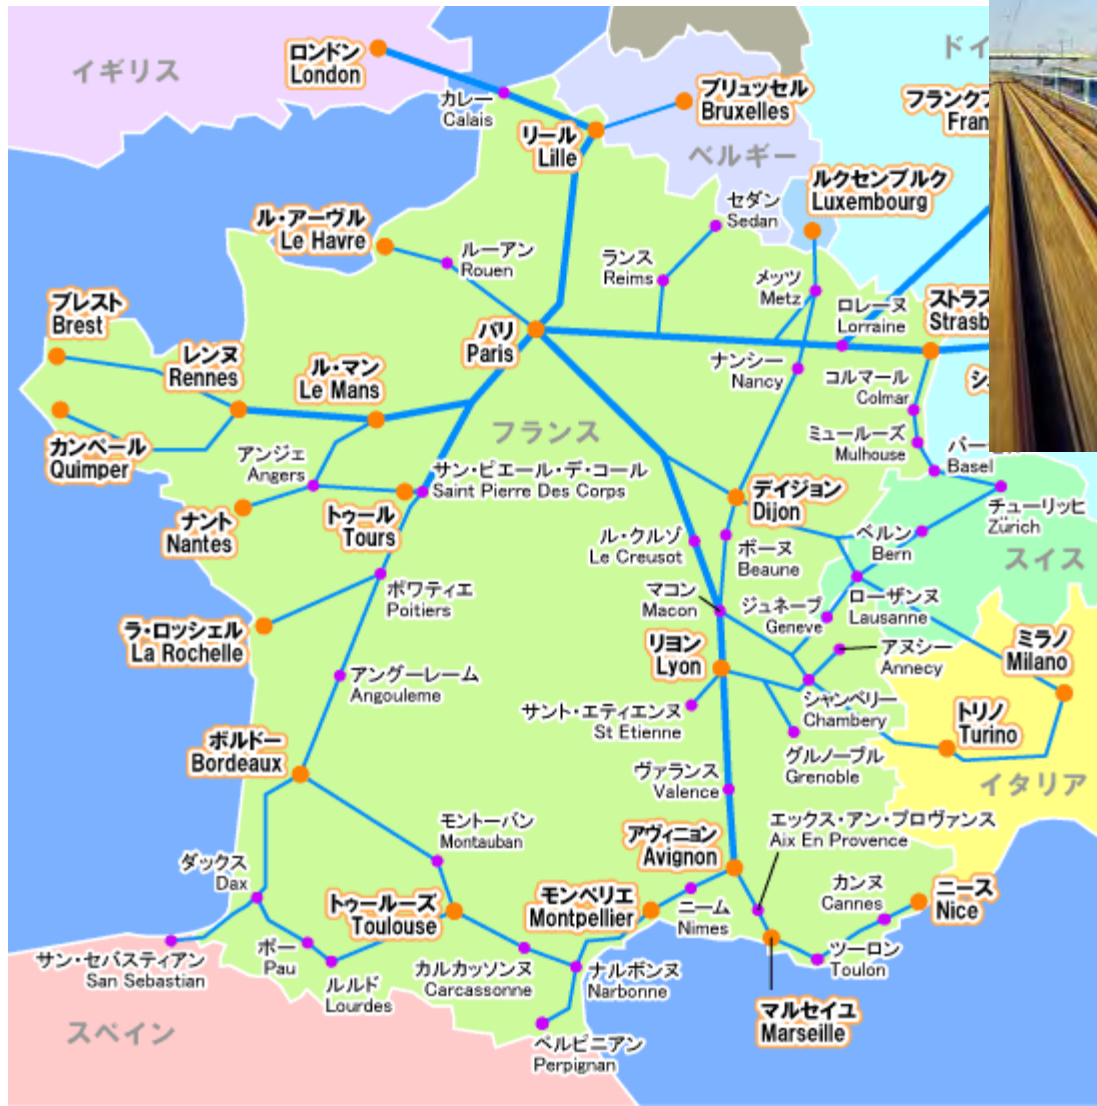 イギリス
ロンドン
London
カレー
Calais
リール
Lille
ブリュッセル
Bruxelles
ベルギー
ドイ
フランクフ
Fran
ルクセンブルク
Luxembourg
セダン
Sedan
ル・アーヴル
Le Havre
ルーアン
Rouen
ランス
Reims
メッツ
Metz
ロレーヌ
Lorraine
ストラス
Strasb
ブレスト
Brest
レンヌ
Rennes
ル・マン
Le Mans
パリ
Paris
ナンシー
Nancy
コルマール
Colmar
カンペール
Quimper
アンジェ
Angers
フランス
ミュールーズ
Mulhouse
バー
Basel
サン・ピエール・デ・コール
Saint Pierre Des Corps
ナント
Nantes
トゥール
Tours
デイジョン
Dijon
チューリッヒ
Zürich
ル・クルゾ
Le Creusot
ボーヌ
Beaune
ベルン
Bern
スイス
ポワティエ
Poitiers
マコン
Macon
ジュネーブ
Geneve
ローザンヌ
Lausanne
ラ・ロッシェル
La Rochelle
リヨン
Lyon
アヌシー
Annecy
ミラノ
Milano
アングーレーム
Angouleme
サント・エティエンヌ
St Etienne
シャンベリー
Chambery
トリノ
Turino
ボルドー
Bordeaux
グルノーブル
Grenoble
イタリア
ヴァランス
Valence
モントーバン
Montauban
アヴィニョン
Avignon
エックス・アン・プロヴァンス
Aix En Provence
ダックス
Dax
トゥールーズ
Toulouse
モンペリエ
Montpellier
ニーム
Nimes
カンヌ
Cannes
ニース
Nice
サン・セバスティアン
San Sebastian
ポー
Pau
ルルド
Lourdes
カルカッソンヌ
Carcassonne
ナルボンヌ
Narbonne
ツーロン
Toulon
スペイン
ペルピニアン
Perpignan
マルセイユ
Marseille